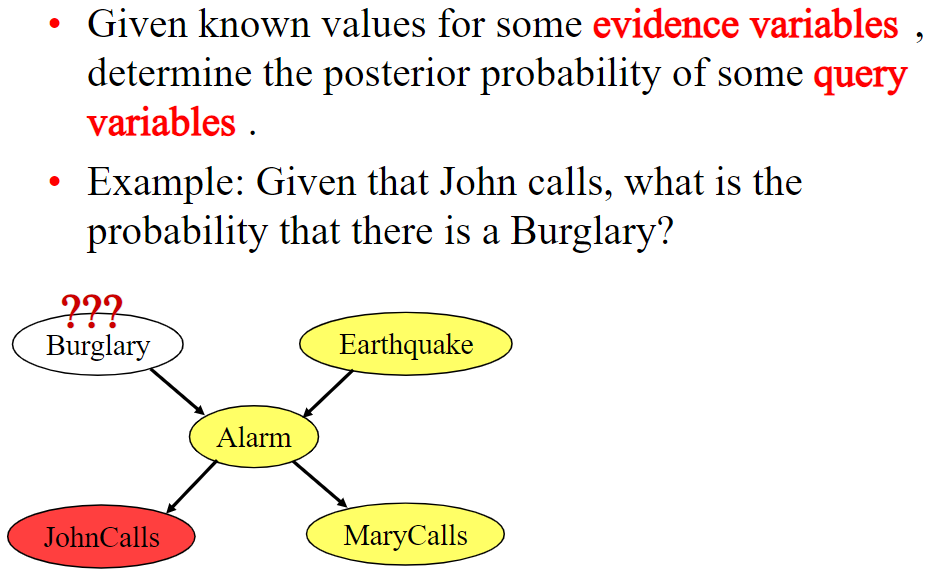 • Given known values for some evidence variables ,
determine the posterior probability of some query
variables .
• Example: Given that John calls, what is the
probability that there is a Burglary?
???
Burglary
Earthquake
Alarm
JohnCalls
MaryCalls